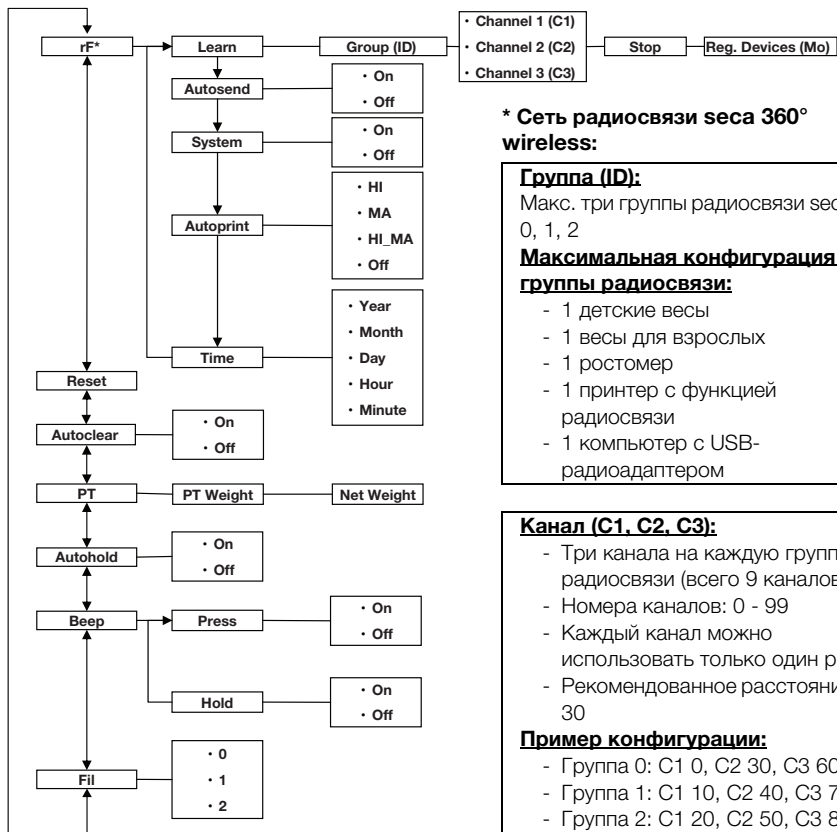 rF*
Learn
Group (ID)
• Channel 1 (C1)
• Channel 2 (C2)
• Channel 3 (C3)
Stop
Reg. Devices (Mo)
Autosend
• On
• Off
System
• On
• Off
Autoprint
• HI
• MA
• HI_MA
• Off
Time
• Year
• Month
• Day
• Hour
• Minute
Reset
Autoclear
• On
• Off
PT
PT Weight
Net Weight
Autohold
• On
• Off
Beep
Press
• On
• Off
Hold
• On
• Off
Fil
• 0
• 1
• 2
* Сеть радиосвязи seca 360°
wireless:
Группа (ID):
Макс. три группы радиосвязи
0, 1, 2
Максимальная конфигурация
группы радиосвязи:
- 1 детские весы
- 1 весы для взрослых
- 1 ростомер
- 1 принтер с функцией
радиосвязи
- 1 компьютер с USB-
радиоадаптером
Канал (C1, C2, C3):
- Три канала на каждую
радиосвязи (всего 9 каналов
- Номера каналов: 0 - 99
- Каждый канал можно
использовать только один
- Рекомендованное
30
Пример конфигурации:
- Группа 0: C1 0, C2 30, C3 60
- Группа 1: C1 10, C2 40, C3
- Группа 2: C1 20, C2 50, C3